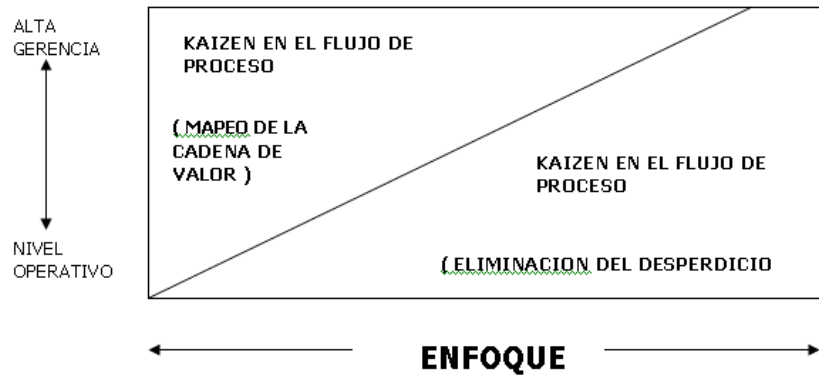 ALTA
GERENCIA
KAIZEN EN EL FLUJO DE
PROCESO
( MAPEO DE LA
CADENA DE
VALOR )
KAIZEN EN EL FLUJO DE
PROCESO
NIVEL
OPERATIVO
( ELIMINACION DEL DESPERDICIO
ENFOQUE